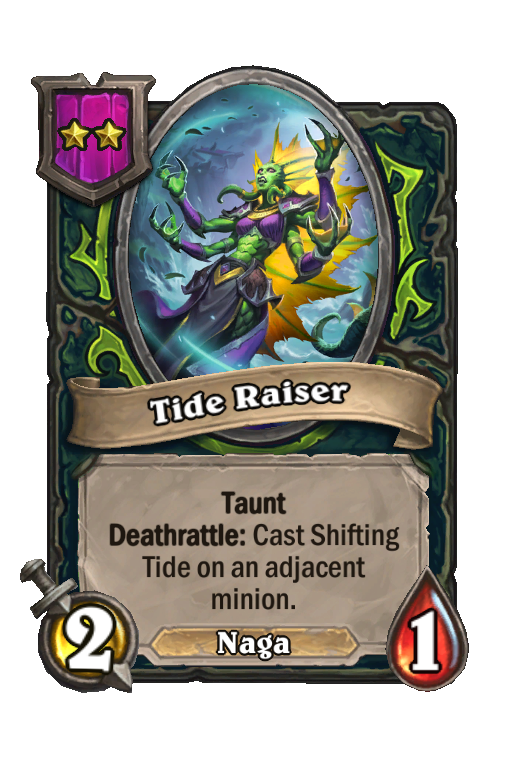 Tide Raiser
Taunt
Deathrattle: Cast Shifting
Tide on an adjacent
minion.
2
Naga
1